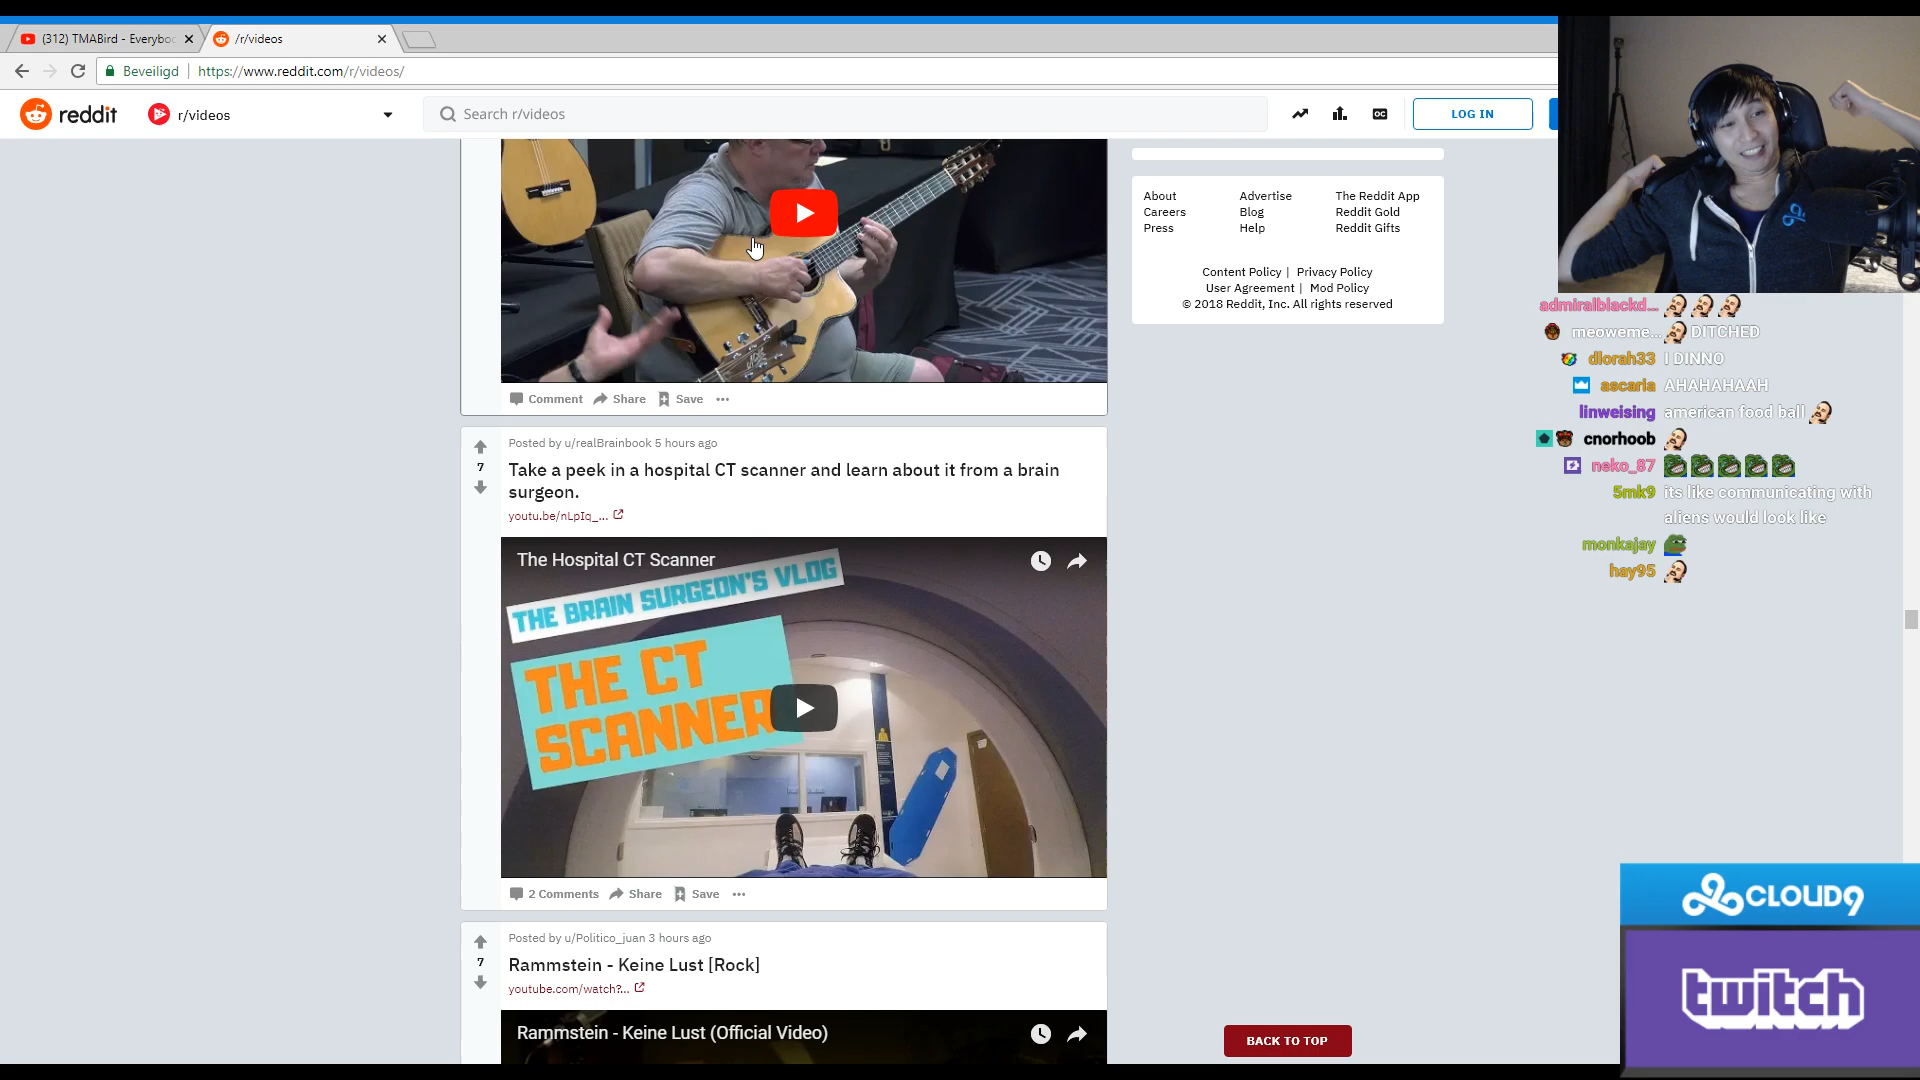 (312) TMABird - Everybo
/r/videos
Beveiligd
https://www.reddit.com/r/videos/
reddit
r/videos
Search r/videos
LOG IN
About
Advertise
The Reddit App
Careers
Blog
Reddit Gold
Press
Help
Reddit Gifts
Content Policy | Privacy Policy
User Agreement | Mod Policy
© 2018 Reddit, Inc. All rights reserved
Comment
Share
Save
Posted by u/realBrainbook 5 hours ago
7
Take a peek in a hospital CT scanner and learn about it from a brain
surgeon.
youtu.be/nLpIq_...
The Hospital CT Scanner
THE BRAIN SURGEON'S VLOG
THE CT
SCANNER
2 Comments
Share
Save
Posted by u/Politico_juan 3 hours ago
7
Rammstein - Keine Lust [Rock]
youtube.com/watch?...
Rammstein - Keine Lust (Official Video)
BACK TO TOP
admiralblackd...
meoweme... DITCHED
dlorah33 I DINNO
ascaria AHAHAHAAH
linweising american food ball
cnorhoob
neko_87
5mk9 its like communicating with
aliens would look like
monkajay
hay95
CLOUD9
twitch